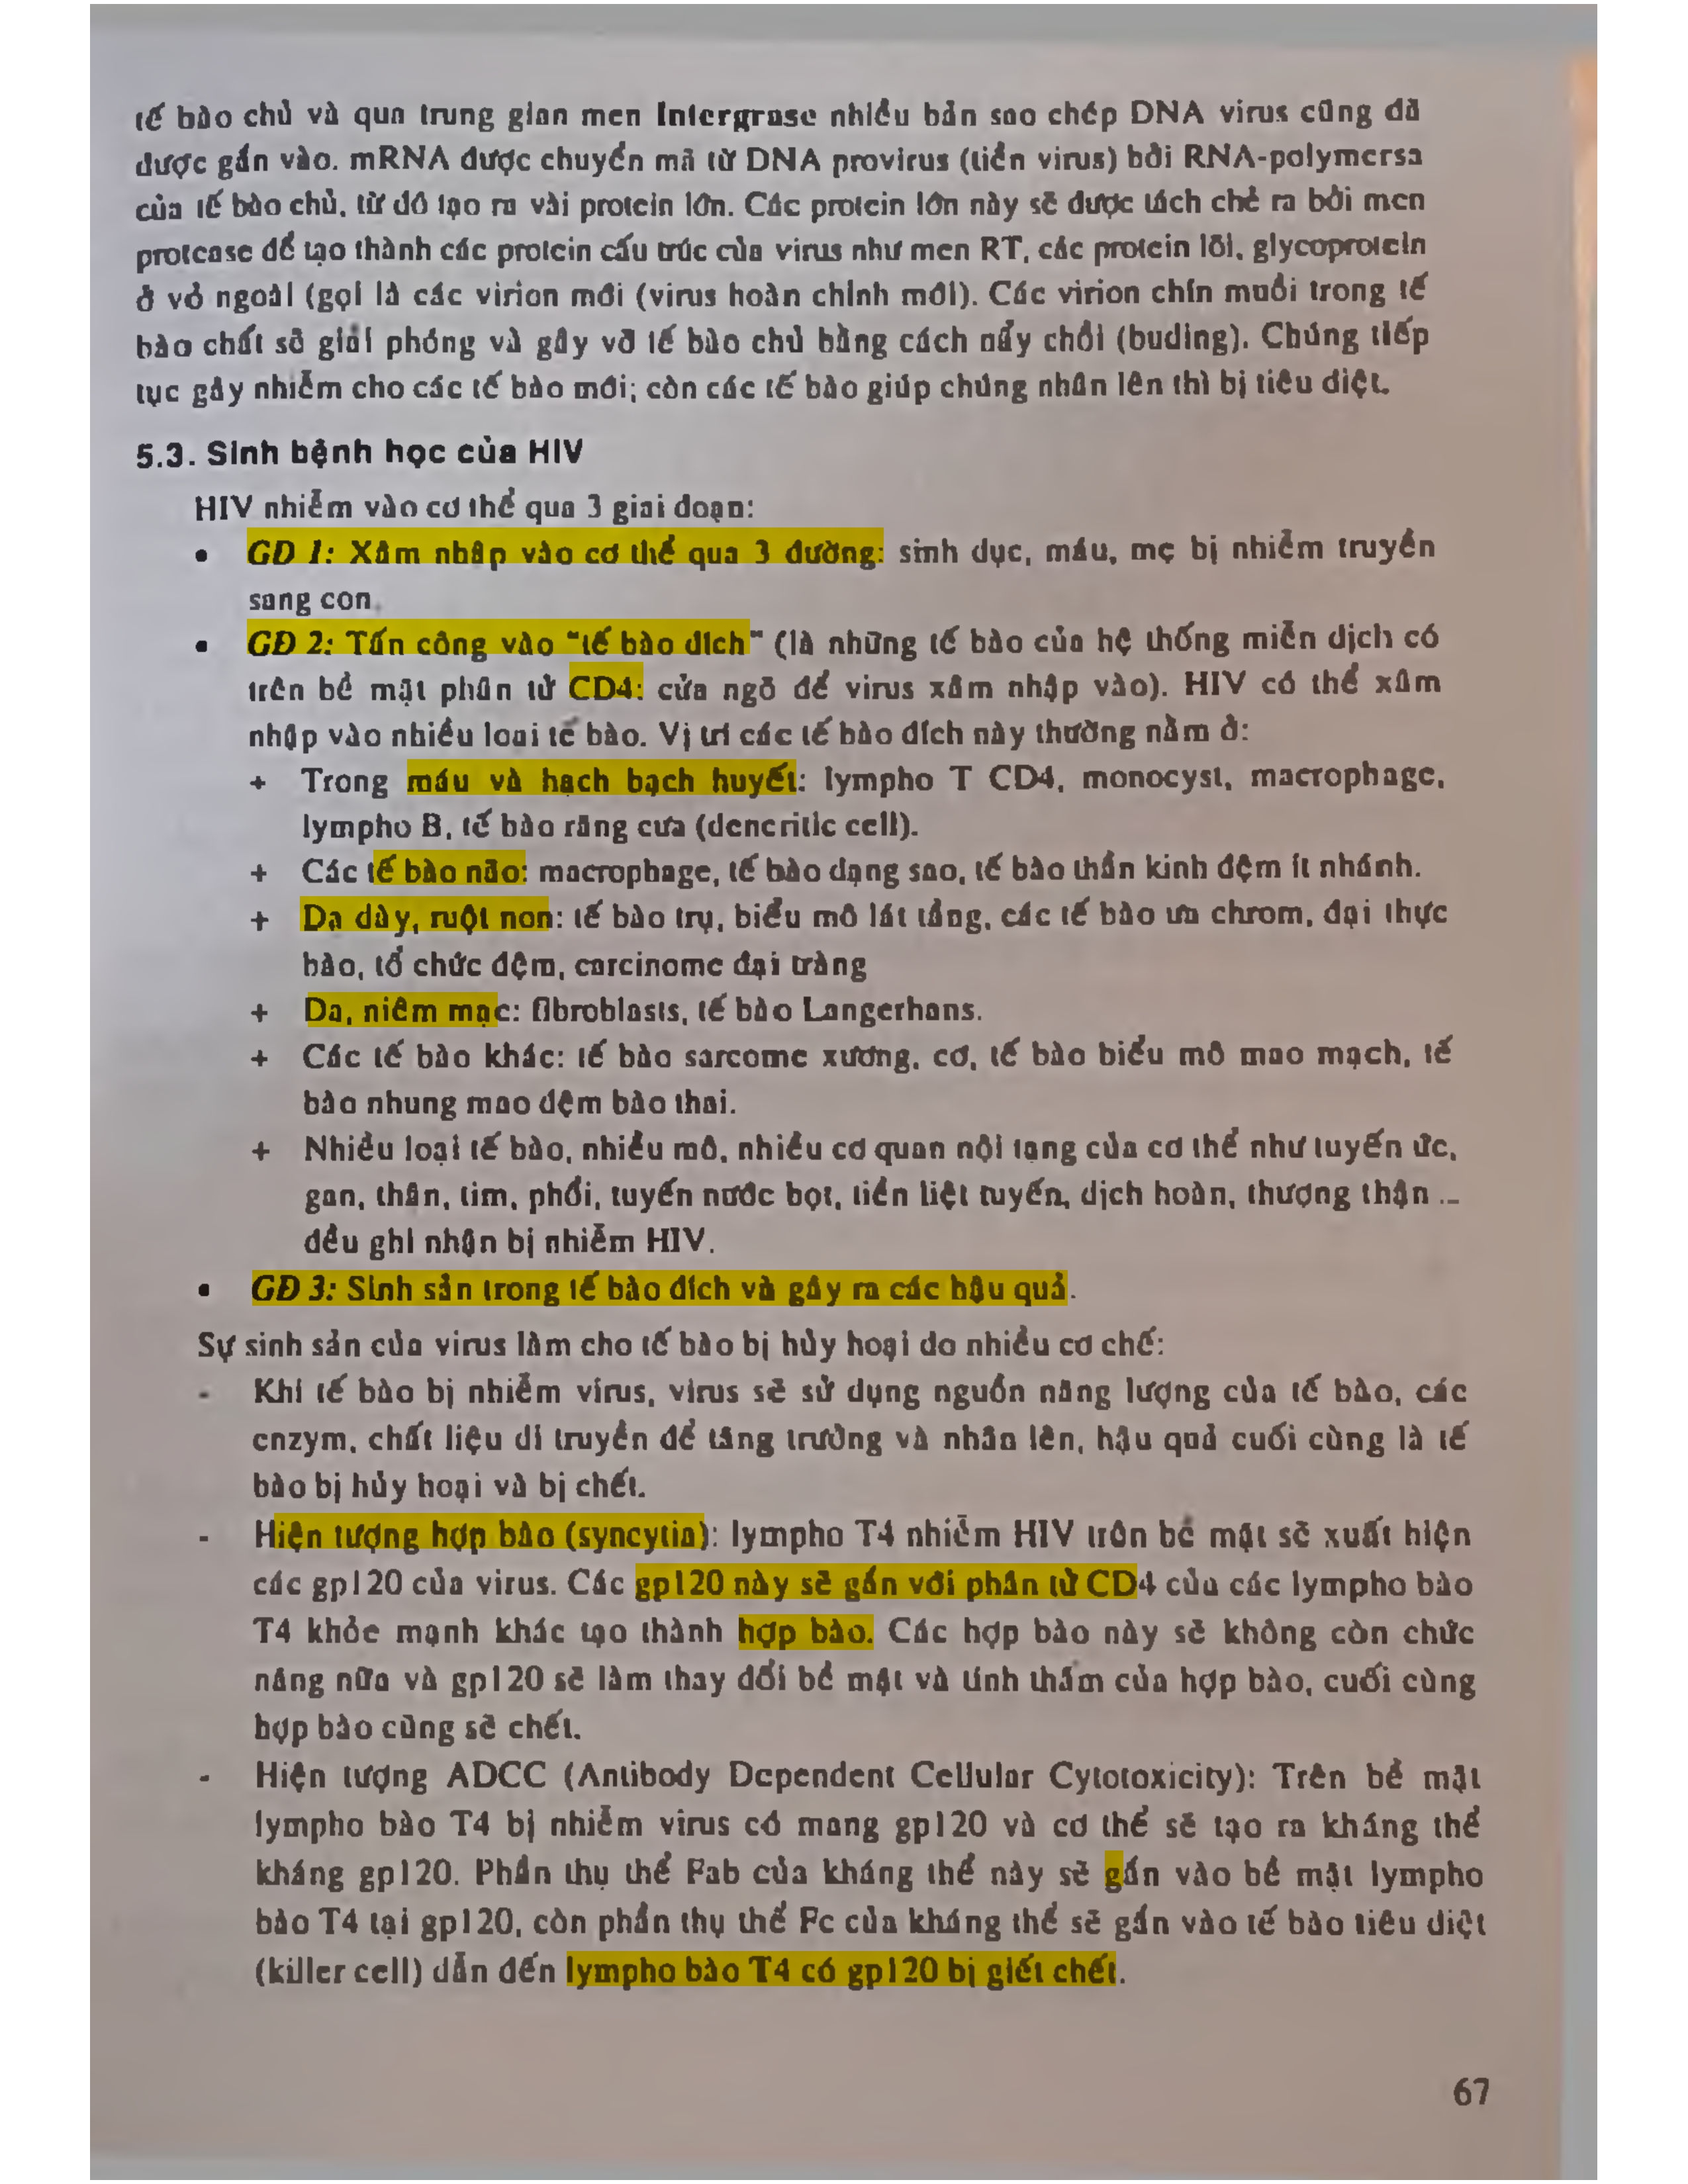 tế bào chủ và qua trung gian men Intergrase nhiều bản sao chép DNA virus cũng đã
được gắn vào. mRNA được chuyển mã từ DNA provirus (tiền virus) bởi RNA-polymersa
của tế bào chủ, từ đó tạo ra vài protein lớn. Các protein lớn này sẽ được tách chẻ ra bởi men
protease để tạo thành các protein cấu trúc của virus như men RT, các protein lõi, glycoprotein
ở vỏ ngoài (gọi là các virion mới (virus hoàn chỉnh mới). Các virion chín muồi trong tế
bào chất sẽ giải phóng và gây vỡ tế bào chủ bằng cách nẩy chồi (buding). Chúng tiếp
tục gây nhiễm cho các tế bào mới; còn các tế bào giúp chúng nhân lên thì bị tiêu diệt.
5.3. Sinh bệnh học của HIV
HIV nhiễm vào cơ thể qua 3 giai đoạn:
• GĐ 1: Xâm nhập vào cơ thể qua 3 đường: sinh dục, máu, mẹ bị nhiễm truyền
sang con.
• GĐ 2: Tấn công vào “tế bào đích” (là những tế bào của hệ thống miễn dịch có
trên bề mặt phân tử CD4: cửa ngõ để virus xâm nhập vào). HIV có thể xâm
nhập vào nhiều loại tế bào. Vị trí các tế bào đích này thường nằm ở:
+ Trong máu và hạch bạch huyết: lympho T CD4, monocyst, macrophage,
lympho B, tế bào răng cưa (dencritic cell).
+ Các tế bào não: macrophage, tế bào dạng sao, tế bào thần kinh đệm ít nhánh.
+ Dạ dày, ruột non: tế bào trụ, biểu mô lát tầng, các tế bào ưa chrom, đại thực
bào, tổ chức đệm, carcinome đại tràng
+ Da, niêm mạc: fibroblasts, tế bào Langerhans.
+ Các tế bào khác: tế bào sarcome xương, cơ, tế bào biểu mô mao mạch, tế
bào nhung mao đệm bào thai.
+ Nhiều loại tế bào, nhiều mô, nhiều cơ quan nội tạng của cơ thể như tuyến ức,
gan, thận, tim, phổi, tuyến nước bọt, tiền liệt tuyến, dịch hoàn, thượng thận ...
đều ghi nhận bị nhiễm HIV.
• GĐ 3: Sinh sản trong tế bào đích và gây ra các hậu quả.
Sự sinh sản của virus làm cho tế bào bị hủy hoại do nhiều cơ chế:
- Khi tế bào bị nhiễm virus, virus sẽ sử dụng nguồn năng lượng của tế bào, các
enzym, chất liệu di truyền để tăng trưởng và nhân lên, hậu quả cuối cùng là tế
bào bị hủy hoại và bị chết.
- Hiện tượng hợp bào (syncytia): lympho T4 nhiễm HIV trên bề mặt sẽ xuất hiện
các gp120 của virus. Các gp120 này sẽ gắn với phân tử CD4 của các lympho bào
T4 khỏe mạnh khác tạo thành hợp bào. Các hợp bào này sẽ không còn chức
năng nữa và gp120 sẽ làm thay đổi bề mặt và tính thấm của hợp bào, cuối cùng
hợp bào cũng sẽ chết.
- Hiện tượng ADCC (Antibody Dependent Cellular Cytotoxicity): Trên bề mặt
lympho bào T4 bị nhiễm virus có mang gp120 và cơ thể sẽ tạo ra kháng thể
kháng gp120. Phần thụ thể Fab của kháng thể này sẽ gắn vào bề mặt lympho
bào T4 tại gp120, còn phần thụ thể Fc của kháng thể sẽ gắn vào tế bào tiêu diệt
(killer cell) dẫn đến lympho bào T4 có gp120 bị giết chết.
67